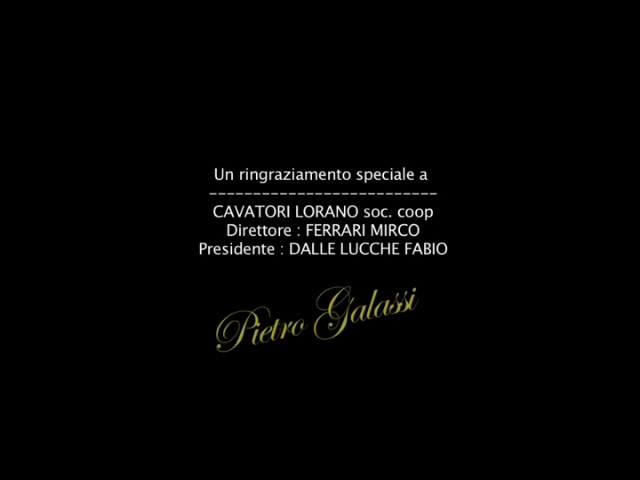 Un ringraziamento speciale a
--------------------------
CAVATORI LORANO soc. coop
Direttore : FERRARI MIRCO
Presidente : DALLE LUCCHE FABIO
Pietro Galassi